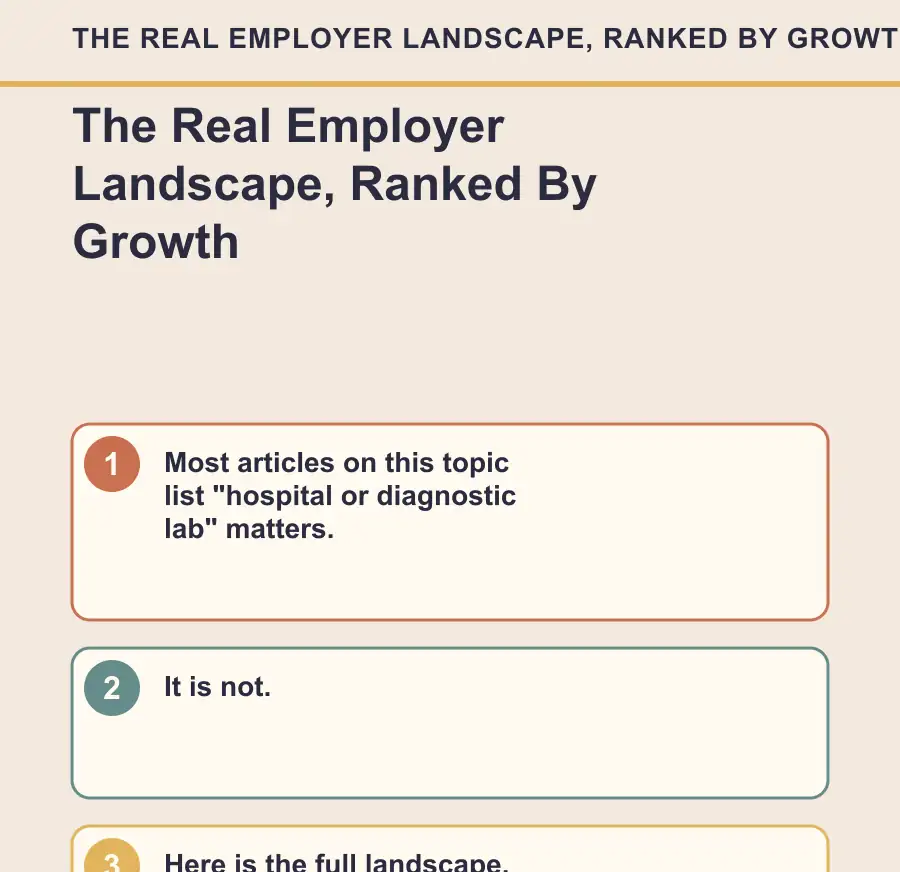 THE REAL EMPLOYER LANDSCAPE, RANKED BY GROWT
The Real Employer
Landscape, Ranked By
Growth
1
Most articles on this topic
list "hospital or diagnostic
lab" matters.
2
It is not.
3
Here is the full landscape,